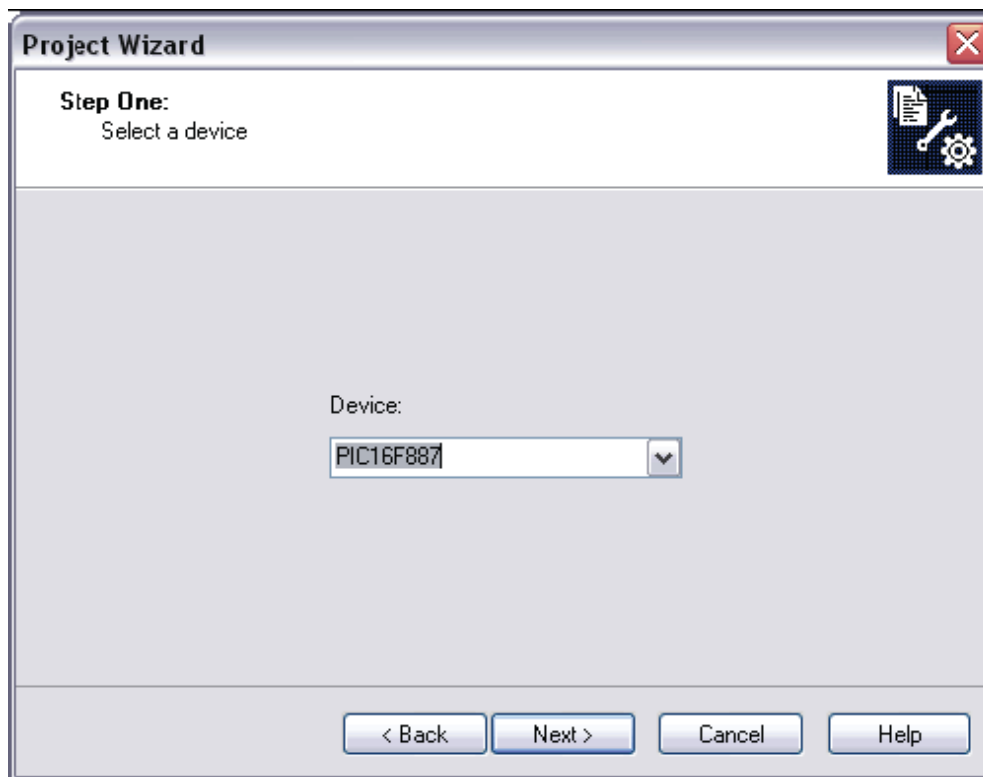 Project Wizard
Step One:
Select a device
Device:
PIC16F887
< Back Next > Cancel Help